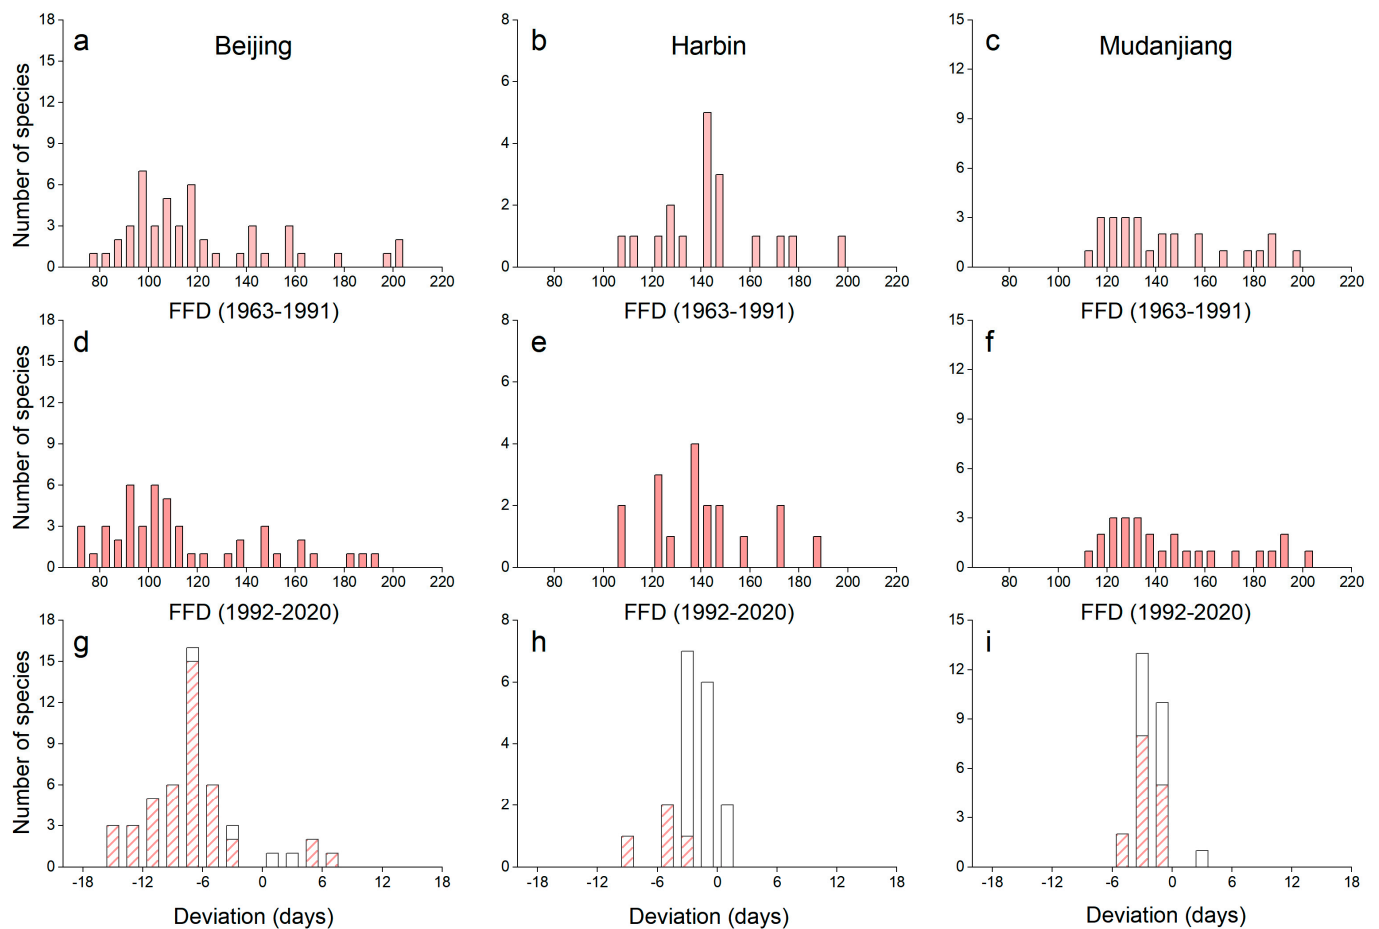 a Beijing
b Harbin
c Mudanjiang
Number of species
18
15
12
9
6
3
0
80 100 120 140 160 180 200 220
FFD (1963-1991)
8
6
4
2
0
80 100 120 140 160 180 200 220
FFD (1963-1991)
15
12
9
6
3
0
80 100 120 140 160 180 200 220
FFD (1963-1991)
d
Number of species
18
15
12
9
6
3
0
80 100 120 140 160 180 200 220
FFD (1992-2020)
e
8
6
4
2
0
80 100 120 140 160 180 200 220
FFD (1992-2020)
f
15
12
9
6
3
0
80 100 120 140 160 180 200 220
FFD (1992-2020)
g
Number of species
18
15
12
9
6
3
0
-18 -12 -6 0 6 12 18
Deviation (days)
h
8
6
4
2
0
-18 -12 -6 0 6 12 18
Deviation (days)
i
15
12
9
6
3
0
-18 -12 -6 0 6 12 18
Deviation (days)